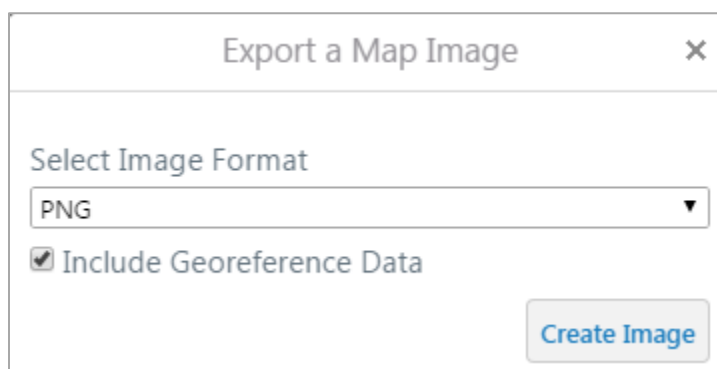 Export a Map Image
Select Image Format
PNG
Include Georeference Data
Create Image